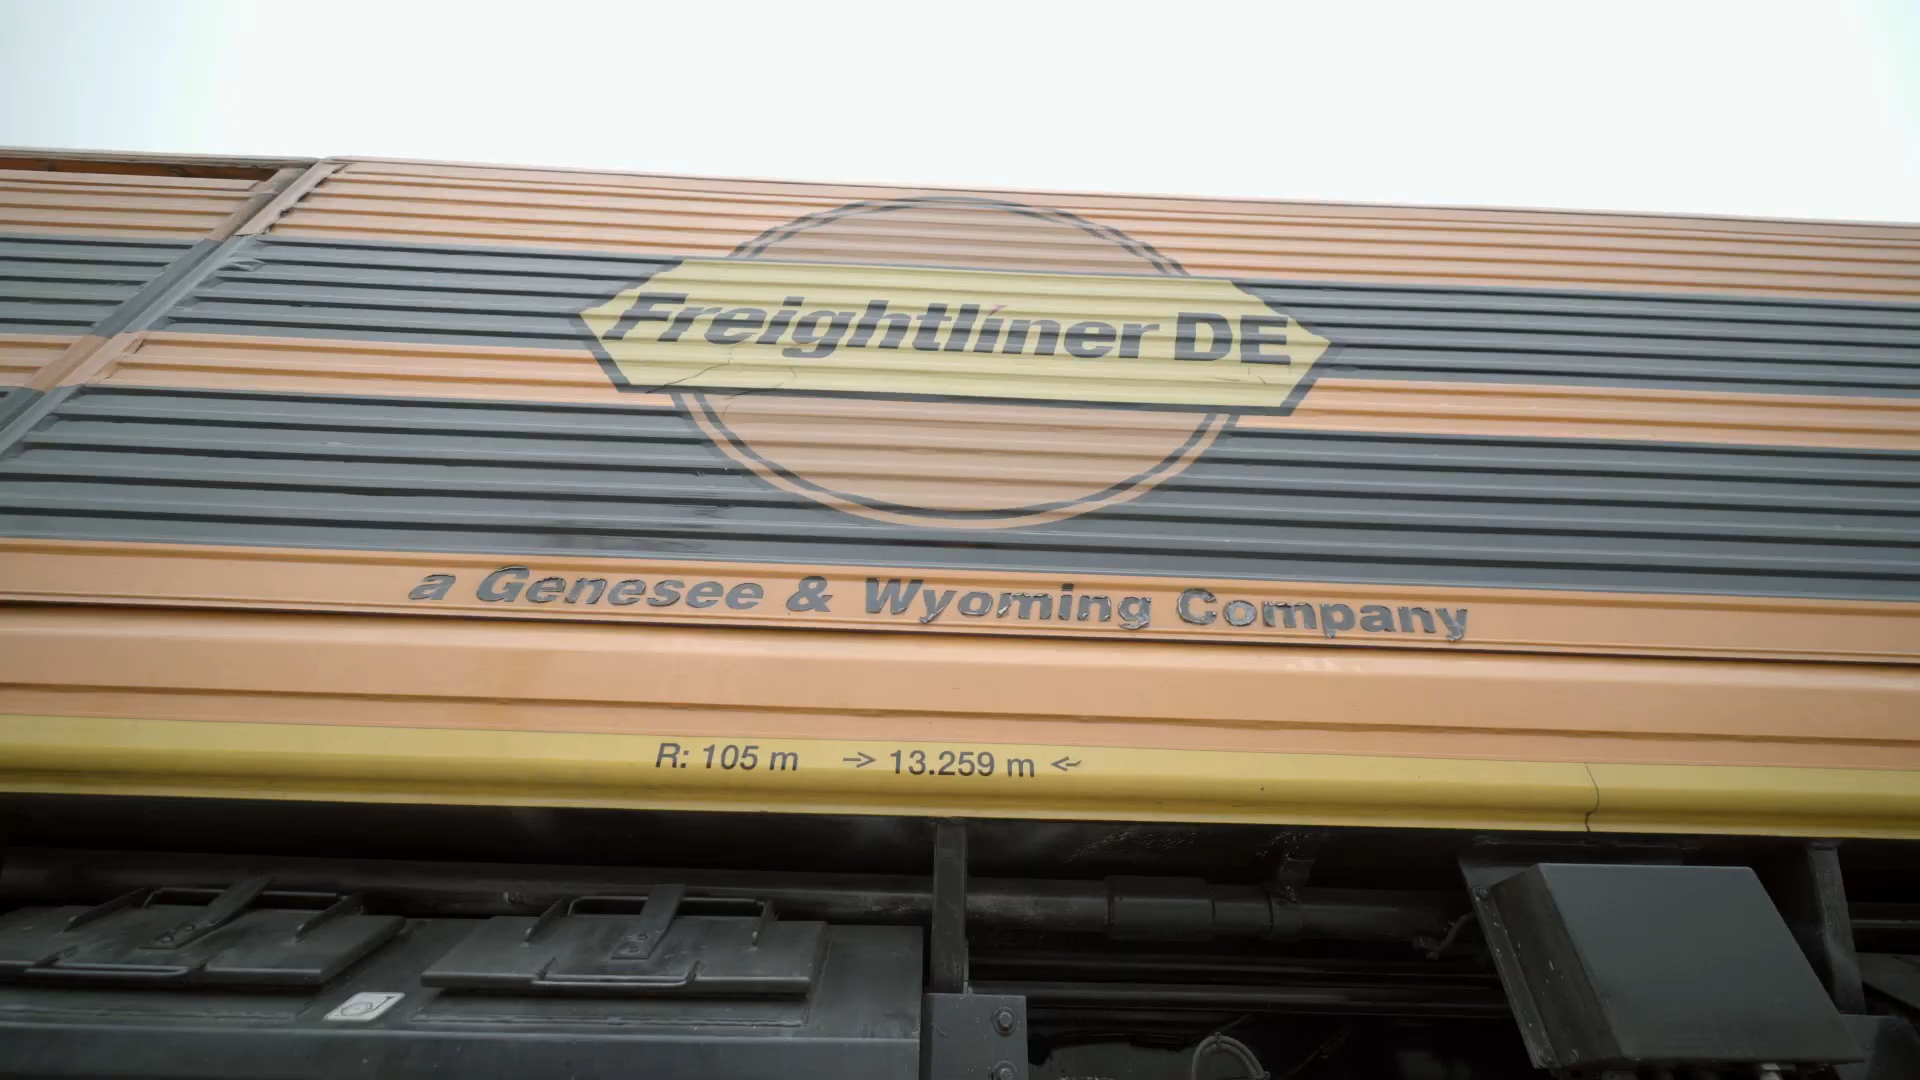 Freightliner DE
a Genesee & Wyoming Company
R: 105 m -> 13.259 m <-